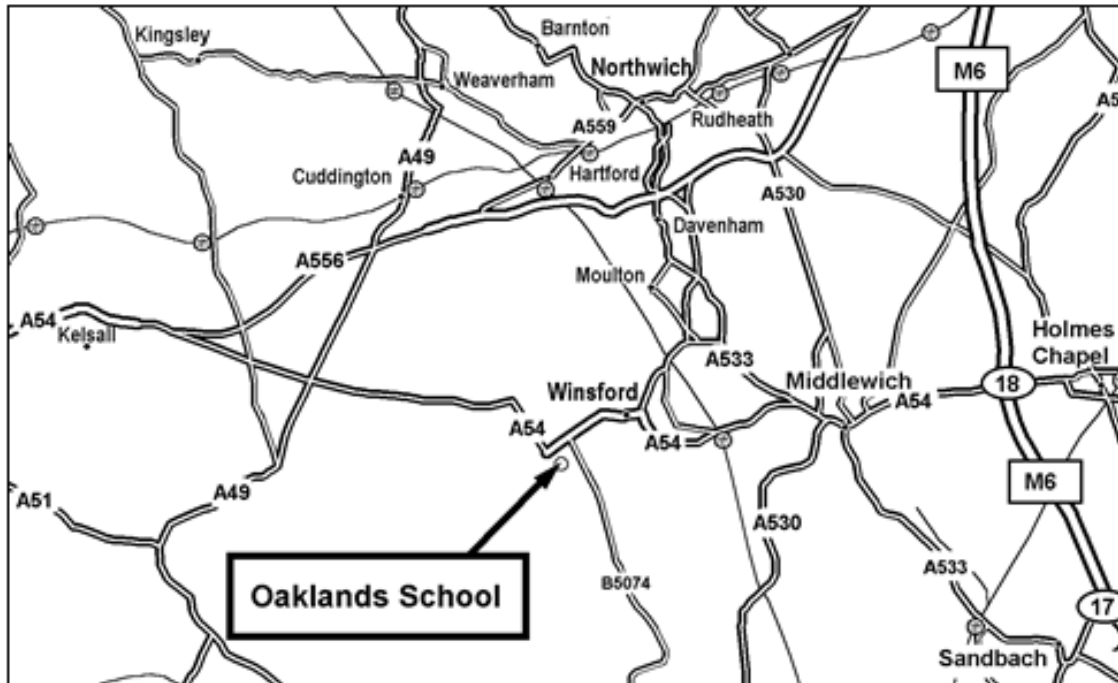 Kingsley
Barnton
Weaverham
Northwich
M6
A559
Rudheath
A49
Cuddington
Hartford
A530
Davenham
A556
Moulton
A54
Kelsall
A533
Holmes
Chapel
18
Middlewich
A54
Winsford
A54
A54
A51
A49
M6
A530
A533
B5074
Oaklands School
17
Sandbach